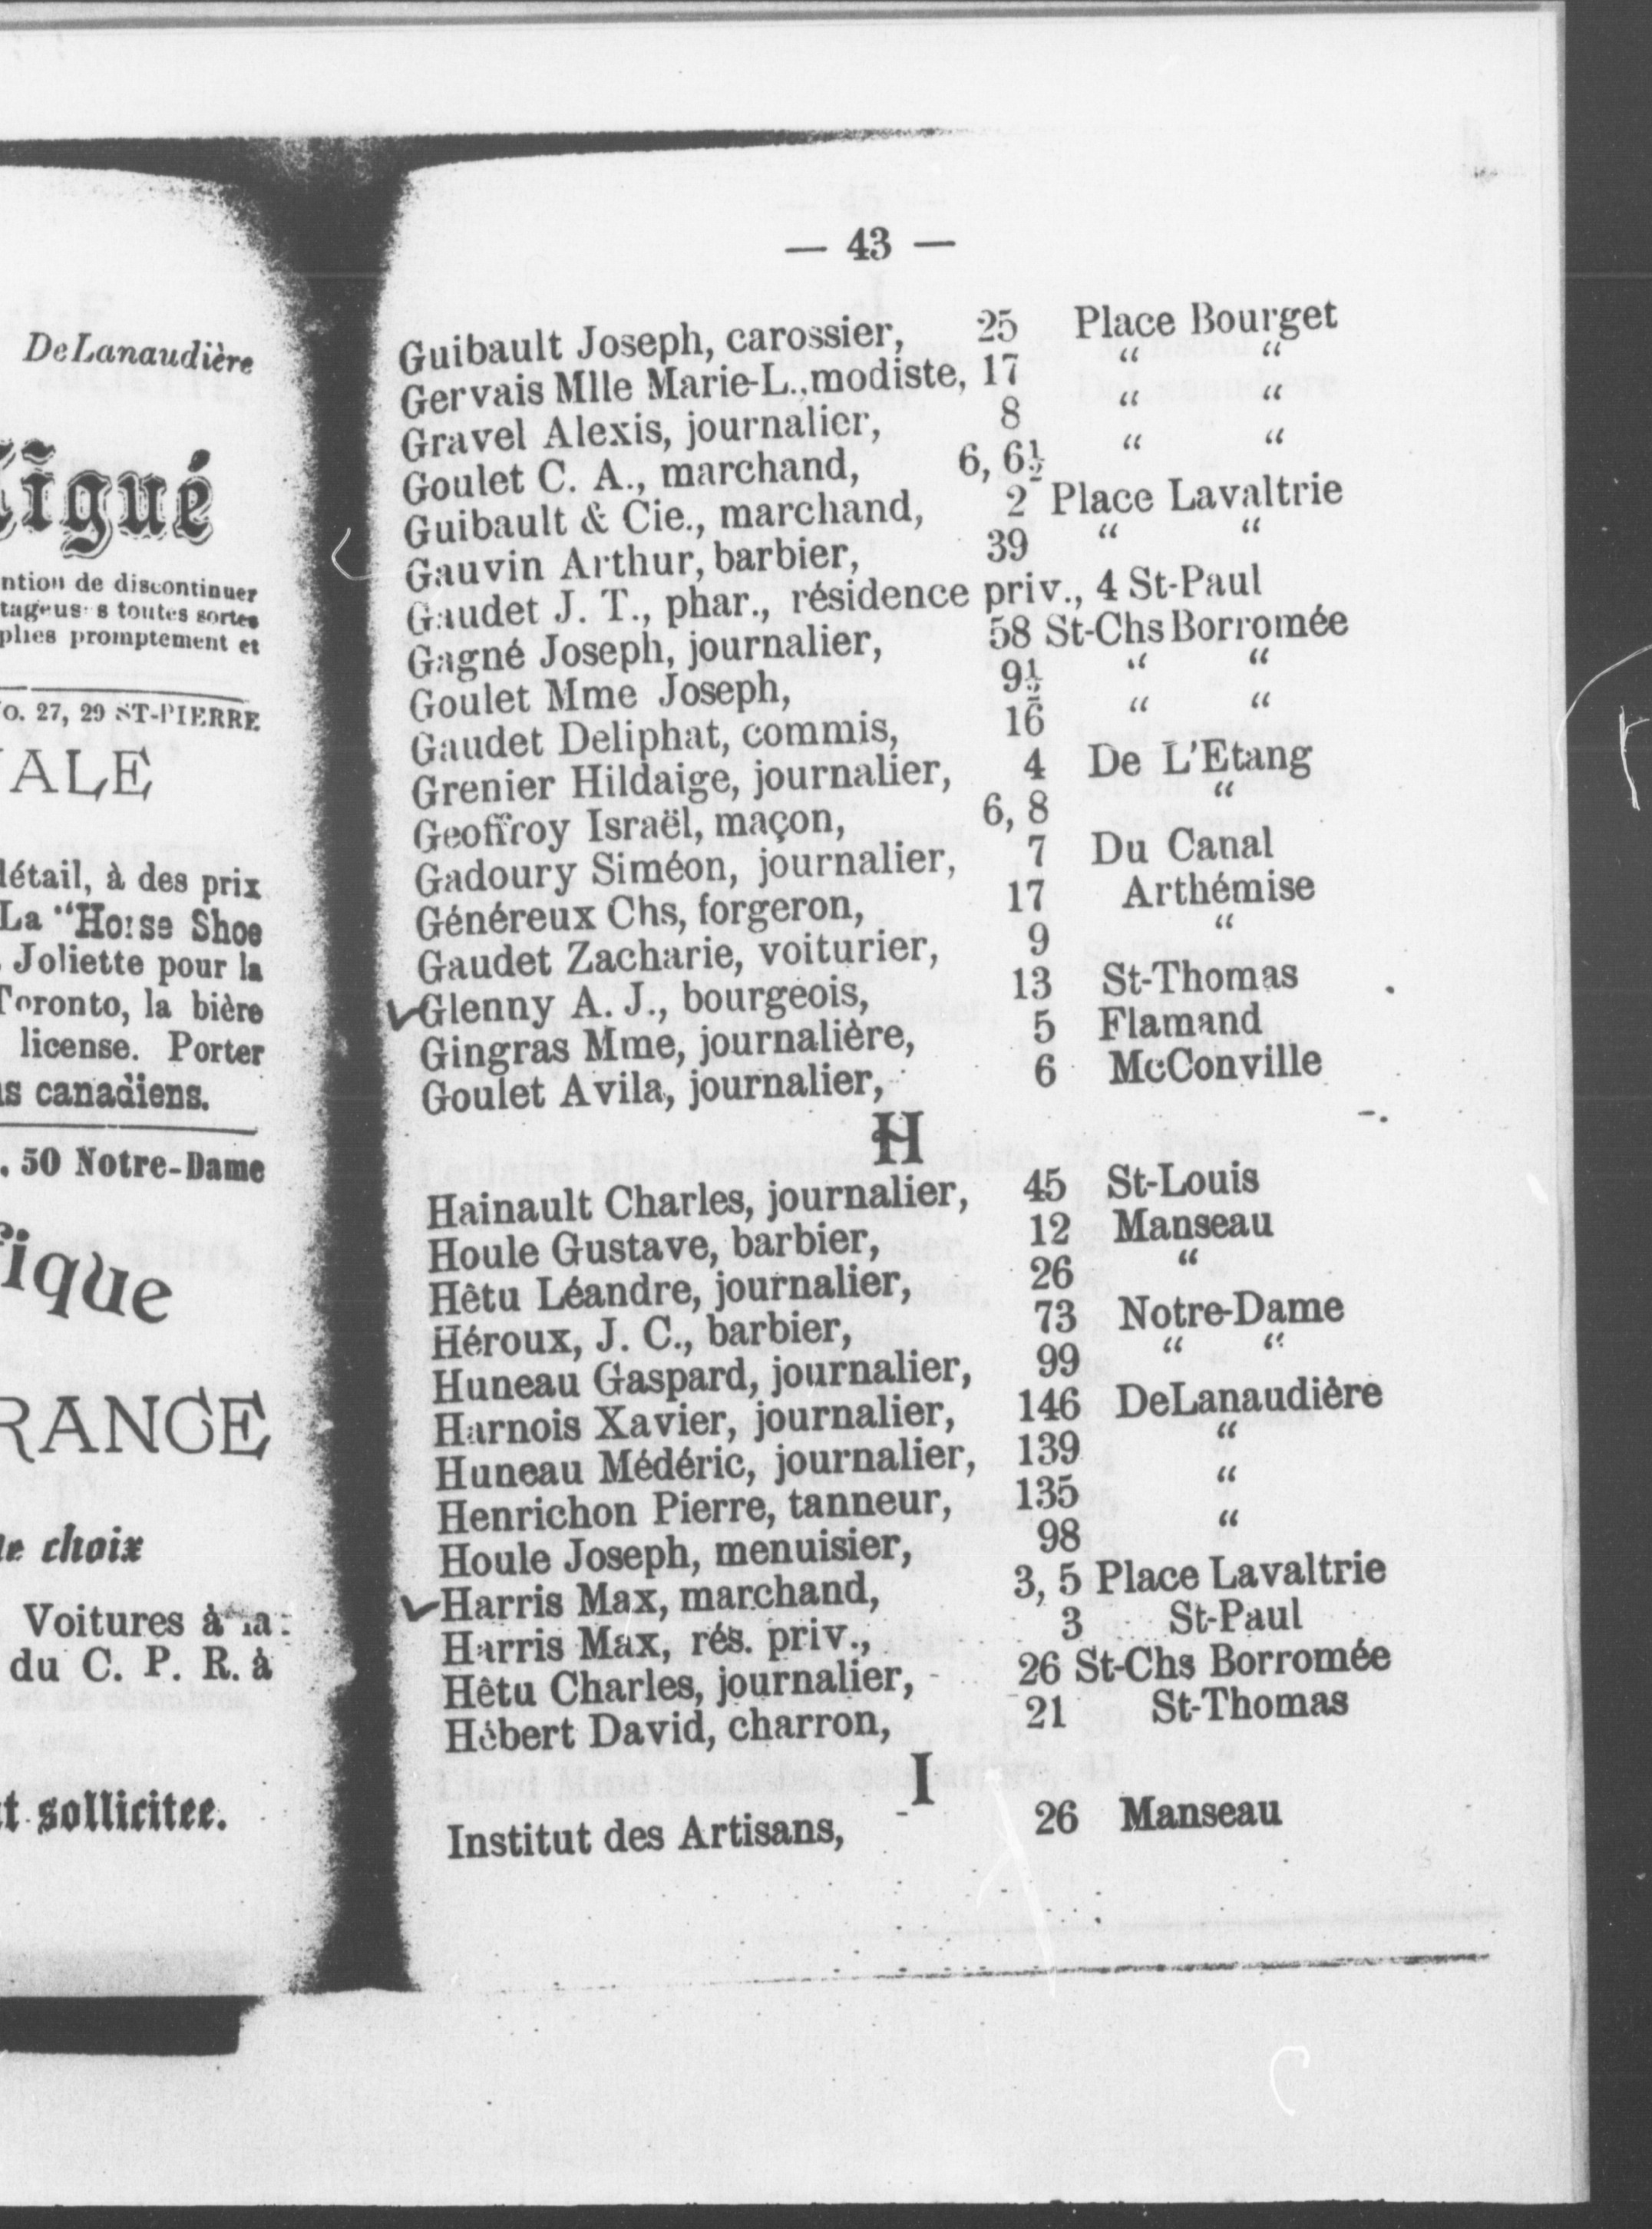 DeLanaudière
igué
ntion de discontinuer
toutes sortes
promptement et
27, 29 ST-PIERRE
ALE
détail, à des prix
La "Horse Shoe
Joliette pour la
Toronto, la bière
license. Porter
canadiens.
50 Notre-Dame
fique
RANGE
choix
Voitures à la
du C. P. R. à
sollicitee.
— 43 —
Guibault Joseph, carossier, 25 Place Bourget
Gervais Mlle Marie-L., modiste, 17 “ “
Gravel Alexis, journalier, 8 “ “
Goulet C. A., marchand, 6, 6½ “ “
Guibault & Cie., marchand, 2 Place Lavaltrie
Gauvin Arthur, barbier, 39 “ “
Gaudet J. T., phar., résidence priv., 4 St-Paul
Gagné Joseph, journalier, 58 St-Chs Borromée
Goulet Mme Joseph, 9½ “ “
Gaudet Deliphat, commis, 16 “ “
Grenier Hildaige, journalier, 4 De L'Etang
Geoffroy Israël, maçon, 6, 8 “
Gadoury Siméon, journalier, 7 Du Canal
Généreux Chs, forgeron, 17 Arthémise
Gaudet Zacharie, voiturier, 9 “
Glenny A. J., bourgeois, 13 St-Thomas
Gingras Mme, journalière, 5 Flamand
Goulet Avila, journalier, 6 McConville
H
Hainault Charles, journalier, 45 St-Louis
Houle Gustave, barbier, 12 Manseau
Hêtu Léandre, journalier, 26 “
Héroux, J. C., barbier, 73 Notre-Dame
Huneau Gaspard, journalier, 99 “ “
Harnois Xavier, journalier, 146 DeLanaudière
Huneau Médéric, journalier, 139 “
Henrichon Pierre, tanneur, 135 “
Houle Joseph, menuisier, 98 “
Harris Max, marchand, 3, 5 Place Lavaltrie
Harris Max, rés. priv., 3 St-Paul
Hêtu Charles, journalier, 26 St-Chs Borromée
Hébert David, charron, 21 St-Thomas
I
Institut des Artisans, 26 Manseau